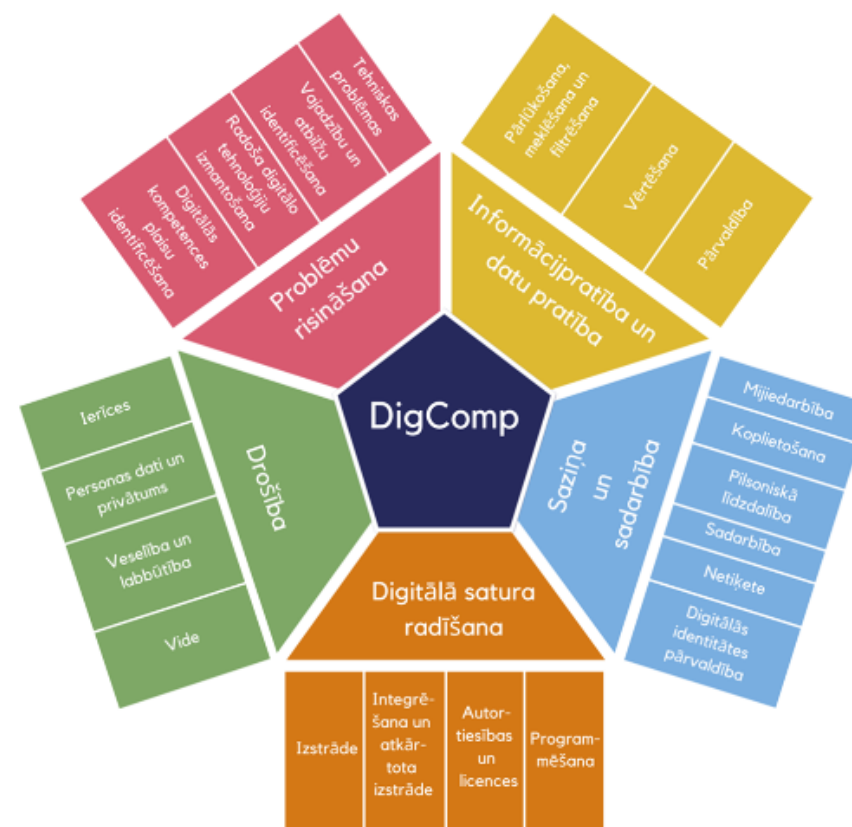 DigComp
Informācijpratība un
datu pratība
Pārlūkošana,
meklēšana un
filtrēšana
Vērtēšana
Pārvaldība
Saziņa
un
sadarbība
Mijiedarbība
Koplietošana
Pilsoniskā
līdzdalība
Sadarbība
Netiķete
Digitālās
identitātes
pārvaldība
Digitālā satura
radīšana
Izstrāde
Integrē-
šana un
atkār-
tota
izstrāde
Autor-
tiesības
un
licences
Program-
mēšana
Drošība
Ierīces
Personas dati un
privātums
Veselība un
labbūtība
Vide
Problēmu
risināšana
Digitālās
kompetences
plaisu
identificēšana
Radoša digitālo
tehnoloģiju
izmantošana
Vajadzību un
atbilžu
identificēšana
Tehniskas
problēmas